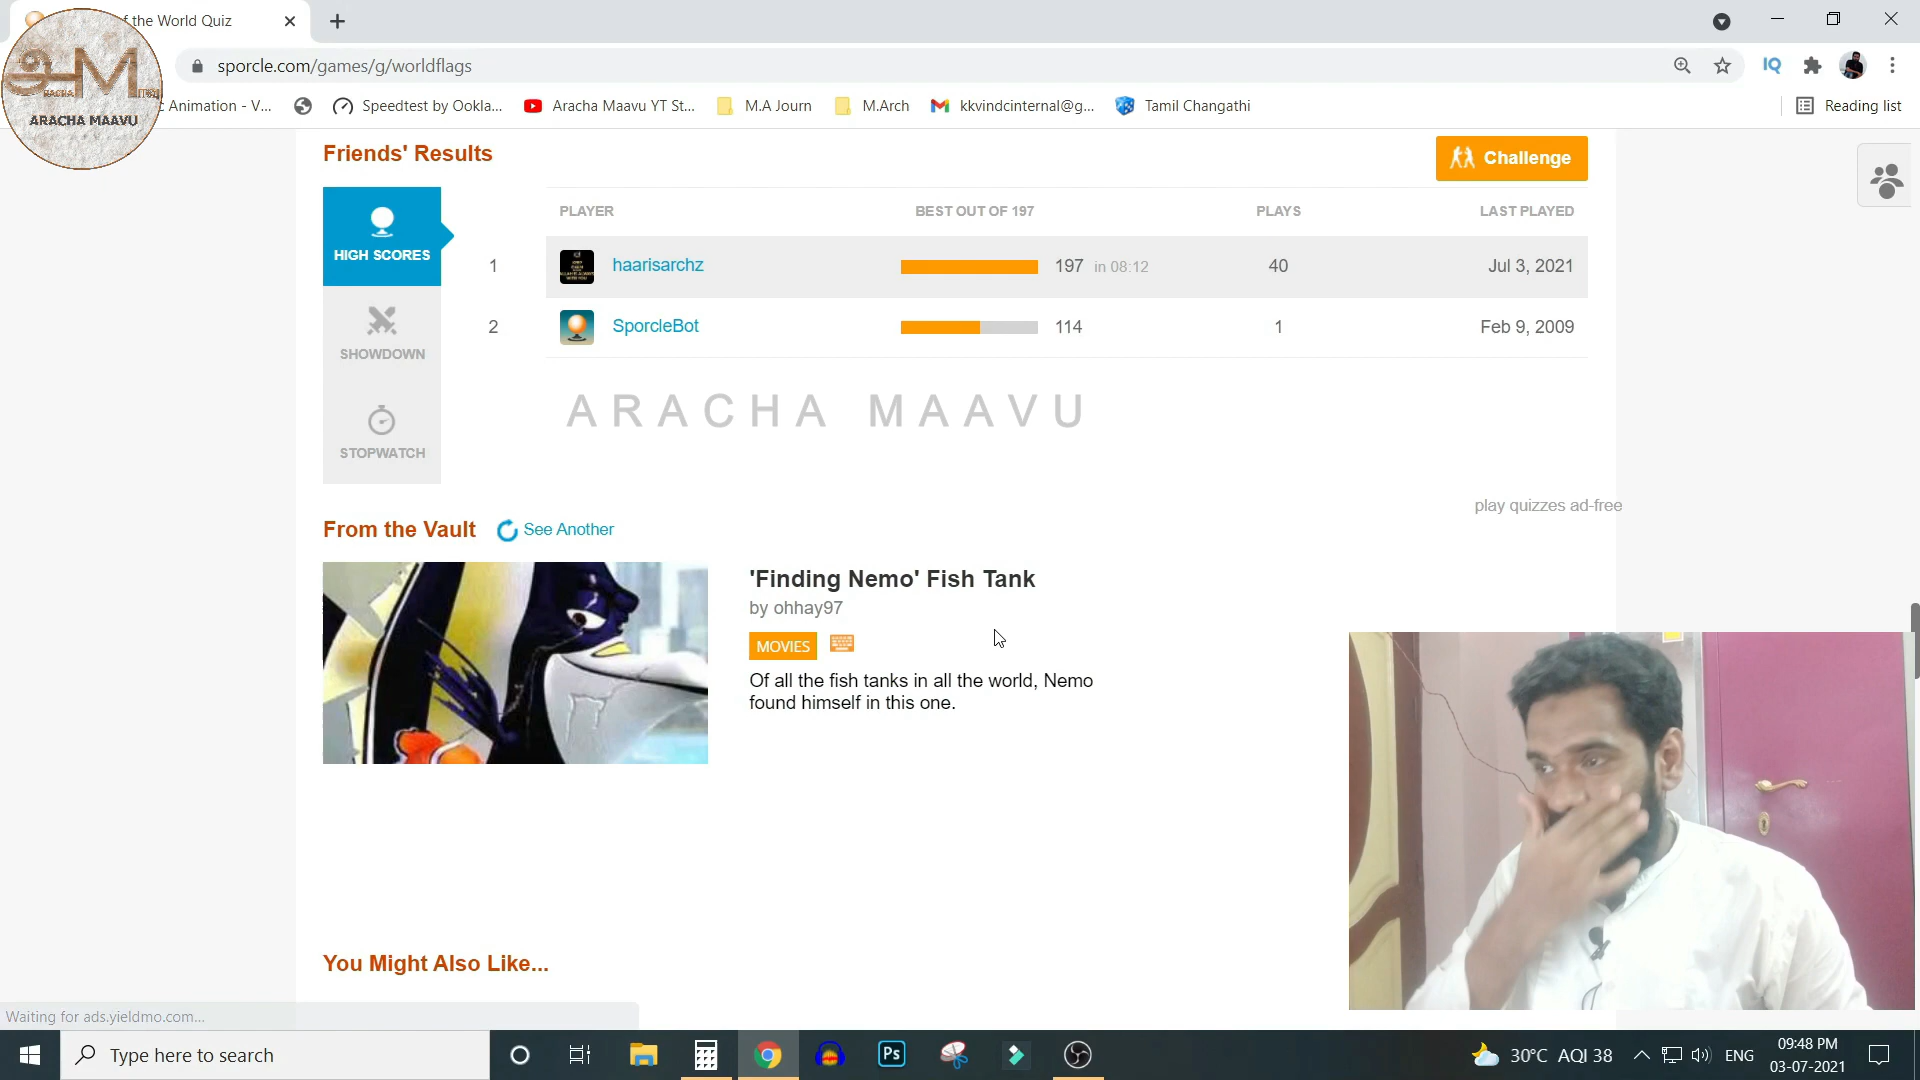 of the World Quiz
sporcle.com/games/g/worldflags
IQ
Animation - V...
Speedtest by Ookla...
Aracha Maavu YT St...
M.A Journ
M.Arch
kkvindcinternal@g...
Tamil Changathi
Reading list
ARACHA MAAVU
Friends' Results
Challenge
HIGH SCORES
SHOWDOWN
STOPWATCH
PLAYER BEST OUT OF 197 PLAYS LAST PLAYED
1 haarisarchz 197 in 08:12 40 Jul 3, 2021
2 SporcleBot 114 1 Feb 9, 2009
ARACHA MAAVU
play quizzes ad-free
From the Vault See Another
'Finding Nemo' Fish Tank
by ohhay97
MOVIES
Of all the fish tanks in all the world, Nemo
found himself in this one.
You Might Also Like...
Waiting for ads.yieldmo.com...
Type here to search
Ps
30°C AQI 38
ENG
09:48 PM
03-07-2021